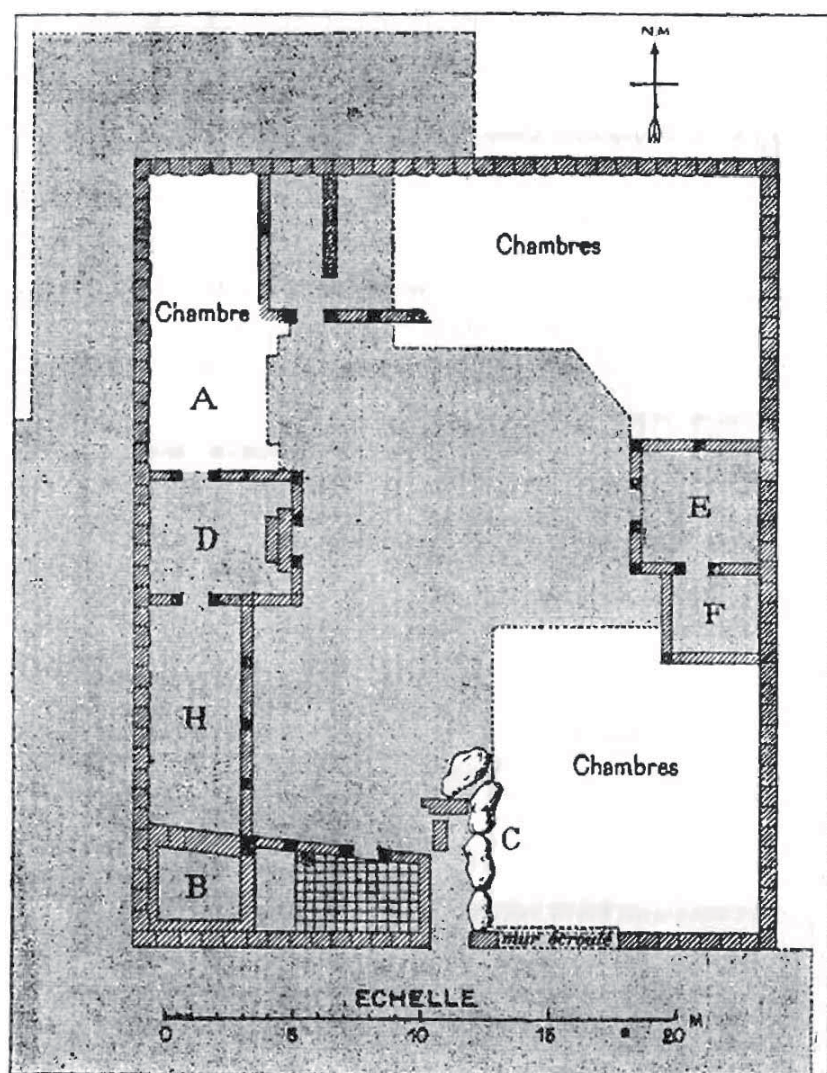 N.M
Chambres
Chambre
A
E
D
F
H
Chambres
C
B
mur écroulé
ECHELLE
0 5 10 15 20 M